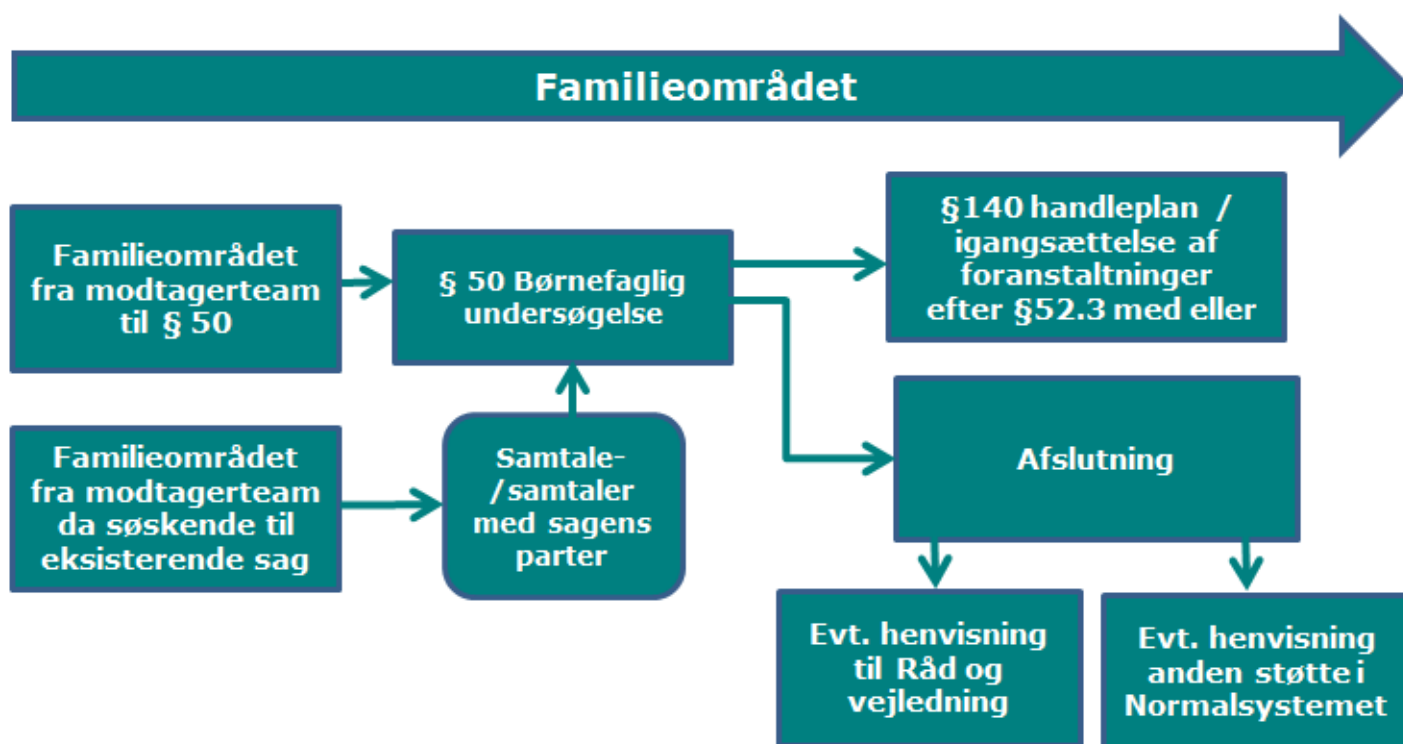 Familieområdet
Familieområdet
fra modtagerteam
til § 50
§ 50 Børnefaglig
undersøgelse
§140 handleplan /
igangsættelse af
foranstaltninger
efter §52.3 med eller
Familieområdet
fra modtagerteam
da søskende til
eksisterende sag
Samtale-
/samtaler
med sagens
parter
Afslutning
Evt. henvisning
til Råd og
vejledning
Evt. henvisning
anden støtte i
Normalsystemet